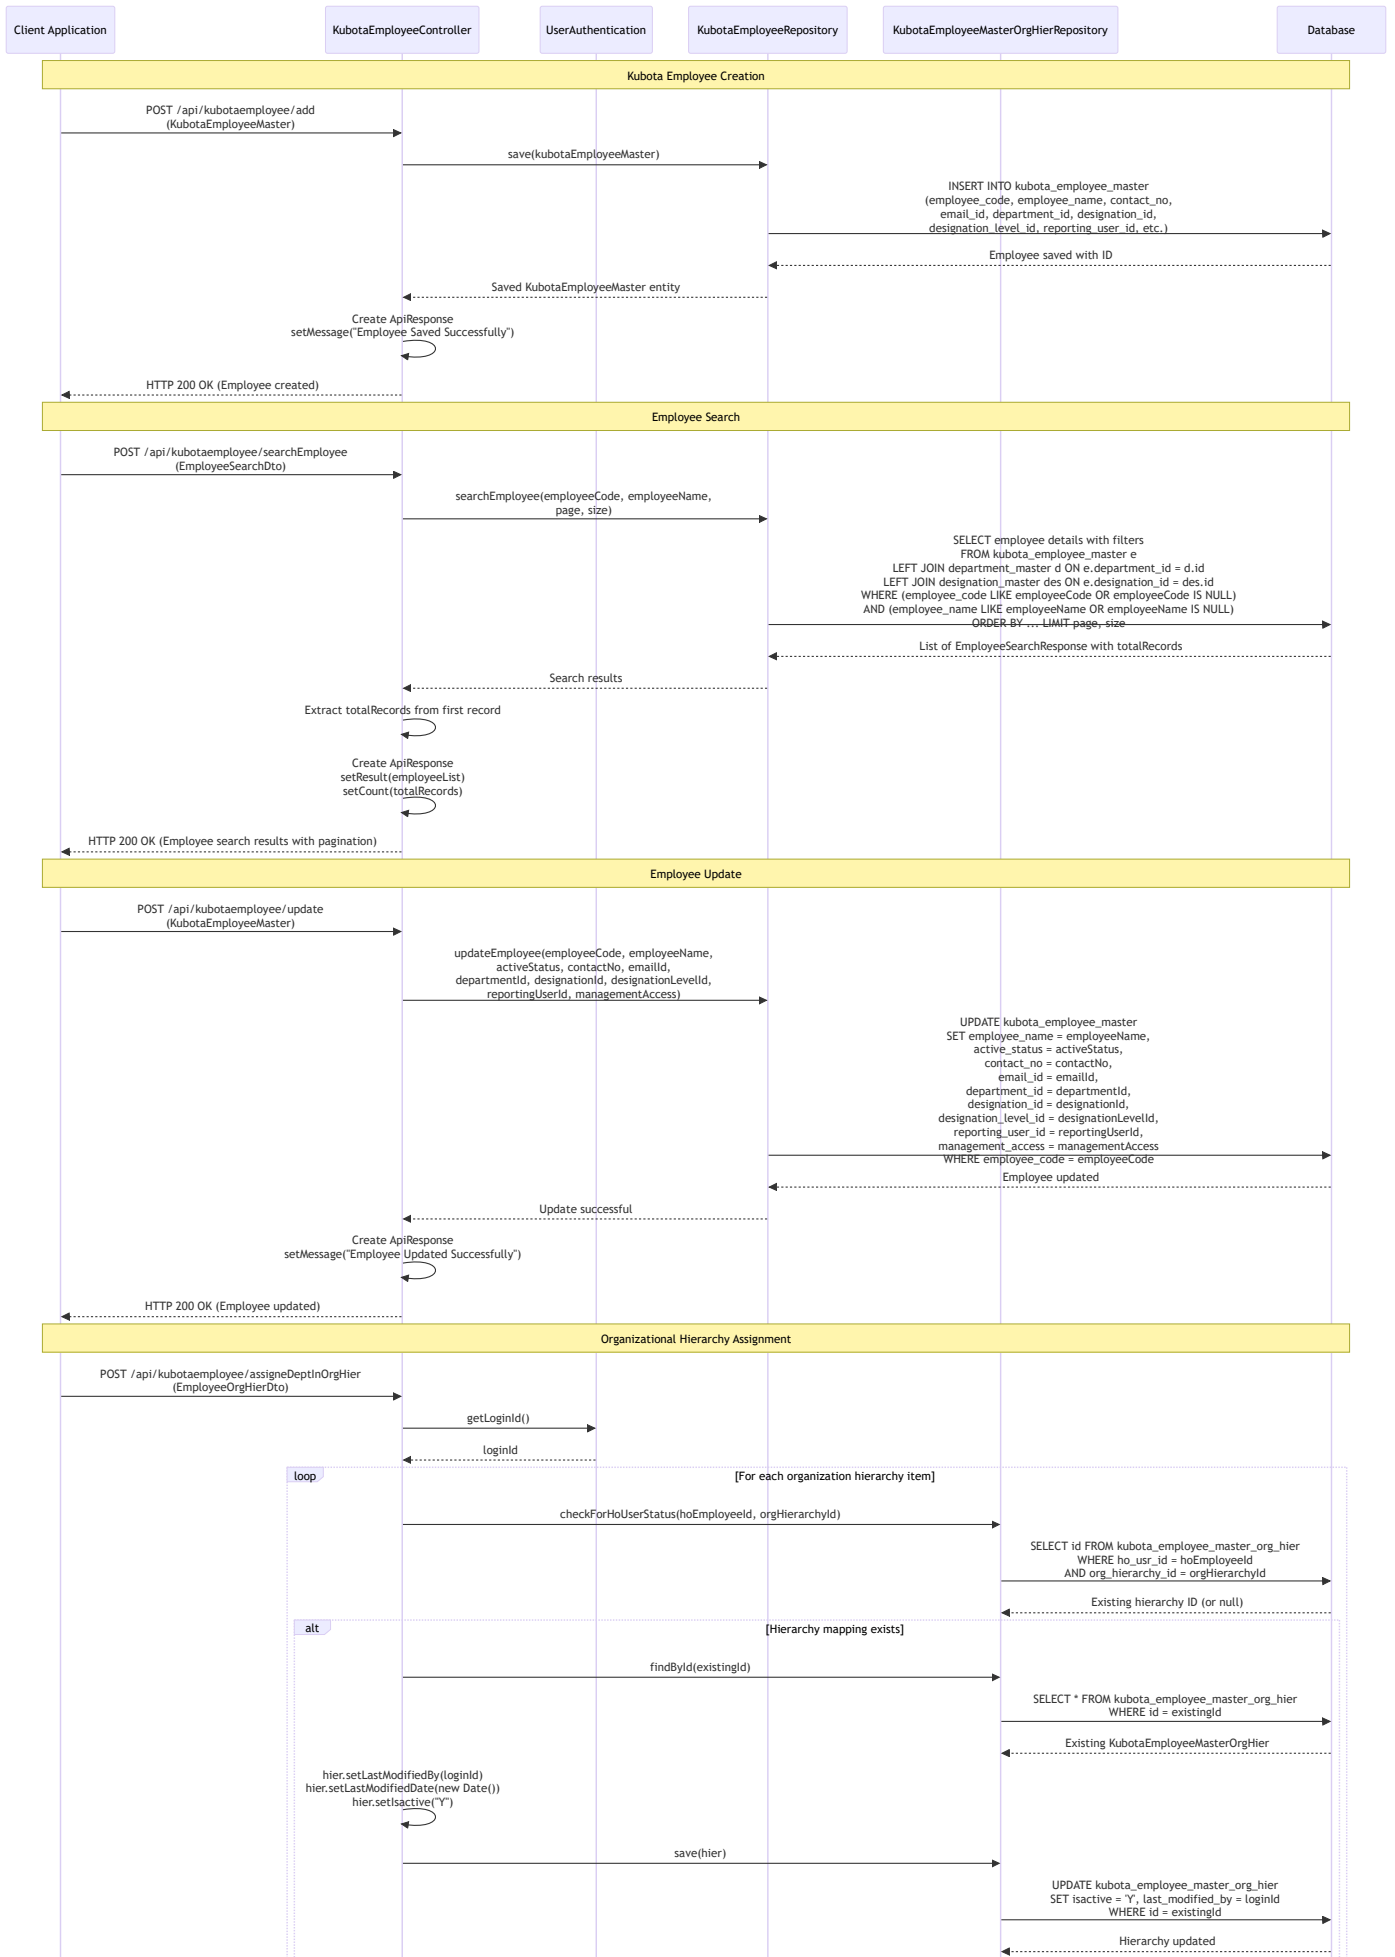 Client Application
KubotaEmployeeController
UserAuthentication
KubotaEmployeeRepository
KubotaEmployeeMasterOrgHierRepository
Database
Kubota Employee Creation
POST /api/kubotaemployee/add
(KubotaEmployeeMaster)
save(kubotaEmployeeMaster)
INSERT INTO kubota_employee_master
(employee_code, employee_name, contact_no,
email_id, department_id, designation_id,
designation_level_id, reporting_user_id, etc.)
Employee saved with ID
Saved KubotaEmployeeMaster entity
Create ApiResponse
setMessage("Employee Saved Successfully")
HTTP 200 OK (Employee created)
Employee Search
POST /api/kubotaemployee/searchEmployee
(EmployeeSearchDto)
searchEmployee(employeeCode, employeeName,
page, size)
SELECT employee details with filters
FROM kubota_employee_master e
LEFT JOIN department_master d ON e.department_id = d.id
LEFT JOIN designation_master des ON e.designation_id = des.id
WHERE (employee_code LIKE employeeCode OR employeeCode IS NULL)
AND (employee_name LIKE employeeName OR employeeName IS NULL)
ORDER BY ... LIMIT page, size
List of EmployeeSearchResponse with totalRecords
Search results
Extract totalRecords from first record
Create ApiResponse
setResult(employeeList)
setCount(totalRecords)
HTTP 200 OK (Employee search results with pagination)
Employee Update
POST /api/kubotaemployee/update
(KubotaEmployeeMaster)
updateEmployee(employeeCode, employeeName,
activeStatus, contactNo, emailId,
departmentId, designationId, designationLevelId,
reportingUserId, managementAccess)
UPDATE kubota_employee_master
SET employee_name = employeeName,
active_status = activeStatus,
contact_no = contactNo,
email_id = emailId,
department_id = departmentId,
designation_id = designationId,
designation_level_id = designationLevelId,
reporting_user_id = reportingUserId,
management_access = managementAccess
WHERE employee_code = employeeCode
Employee updated
Update successful
Create ApiResponse
setMessage("Employee Updated Successfully")
HTTP 200 OK (Employee updated)
Organizational Hierarchy Assignment
POST /api/kubotaemployee/assigneDeptInOrgHier
(EmployeeOrgHierDto)
getLoginId()
loginId
loop
[For each organization hierarchy item]
checkForHoUserStatus(hoEmployeeId, orgHierarchyId)
SELECT id FROM kubota_employee_master_org_hier
WHERE ho_usr_id = hoEmployeeId
AND org_hierarchy_id = orgHierarchyId
Existing hierarchy ID (or null)
alt
[Hierarchy mapping exists]
findById(existingId)
SELECT * FROM kubota_employee_master_org_hier
WHERE id = existingId
Existing KubotaEmployeeMasterOrgHier
hier.setLastModifiedBy(loginId)
hier.setLastModifiedDate(new Date())
hier.setIsactive("Y")
save(hier)
UPDATE kubota_employee_master_org_hier
SET isactive = 'Y', last_modified_by = loginId
WHERE id = existingId
Hierarchy updated